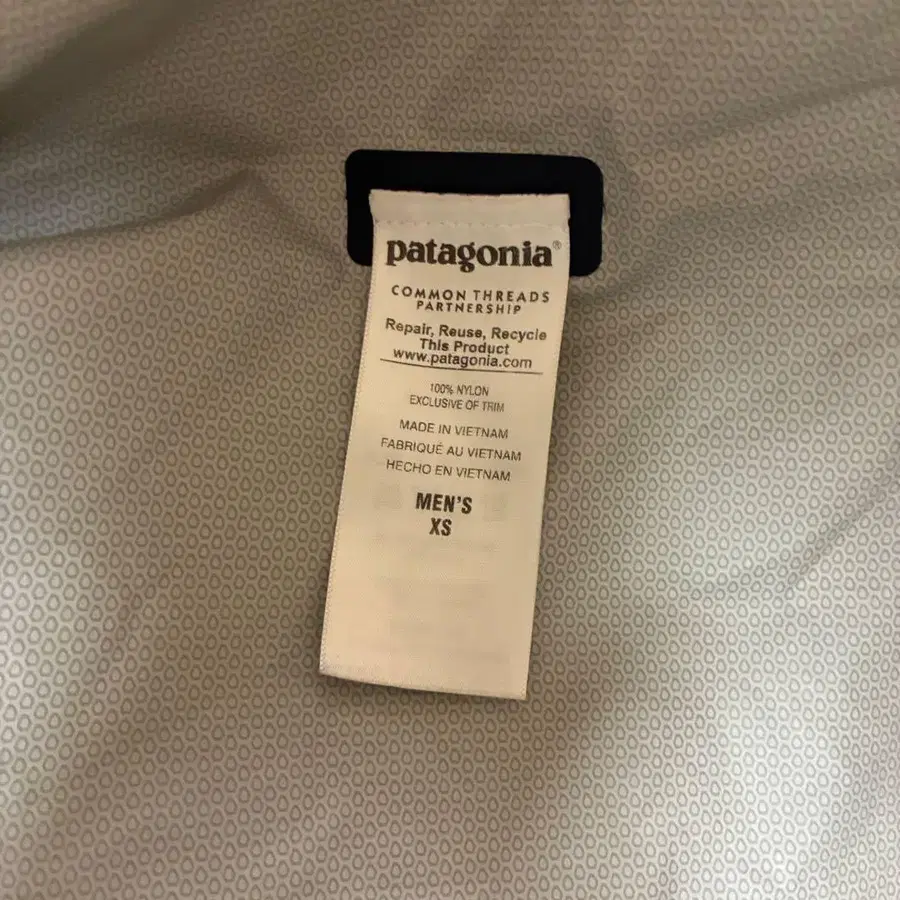 patagonia®
COMMON THREADS
PARTNERSHIP
Repair, Reuse, Recycle
This Product
www.patagonia.com
100% NYLON
EXCLUSIVE OF TRIM
MADE IN VIETNAM
FABRIQUÉ AU VIETNAM
HECHO EN VIETNAM
MEN'S
XS